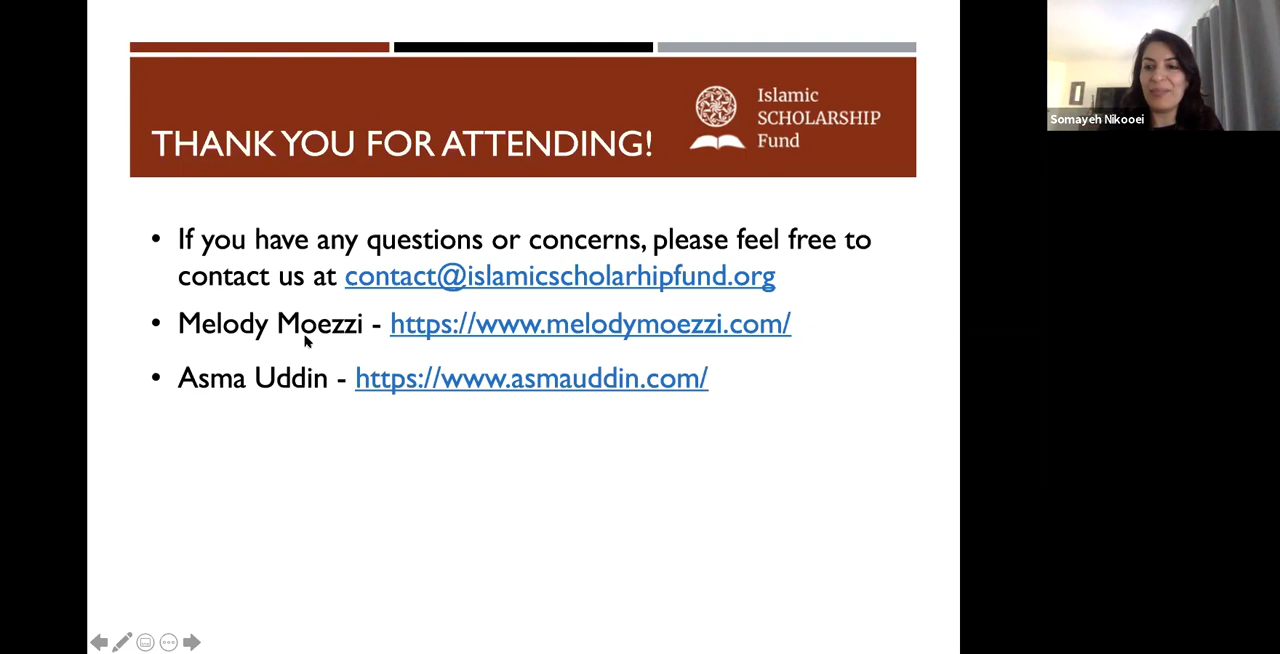 THANK YOU FOR ATTENDING!
Islamic
SCHOLARSHIP
Fund
Somayeh Nikooei
• If you have any questions or concerns, please feel free to
contact us at contact@islamicscholarhipfund.org
• Melody Moezzi - https://www.melodymoezzi.com/
• Asma Uddin - https://www.asmauddin.com/